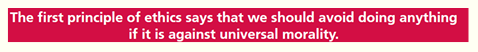 The first principle of ethics says that we should avoid doing anything
if it is against universal morality.